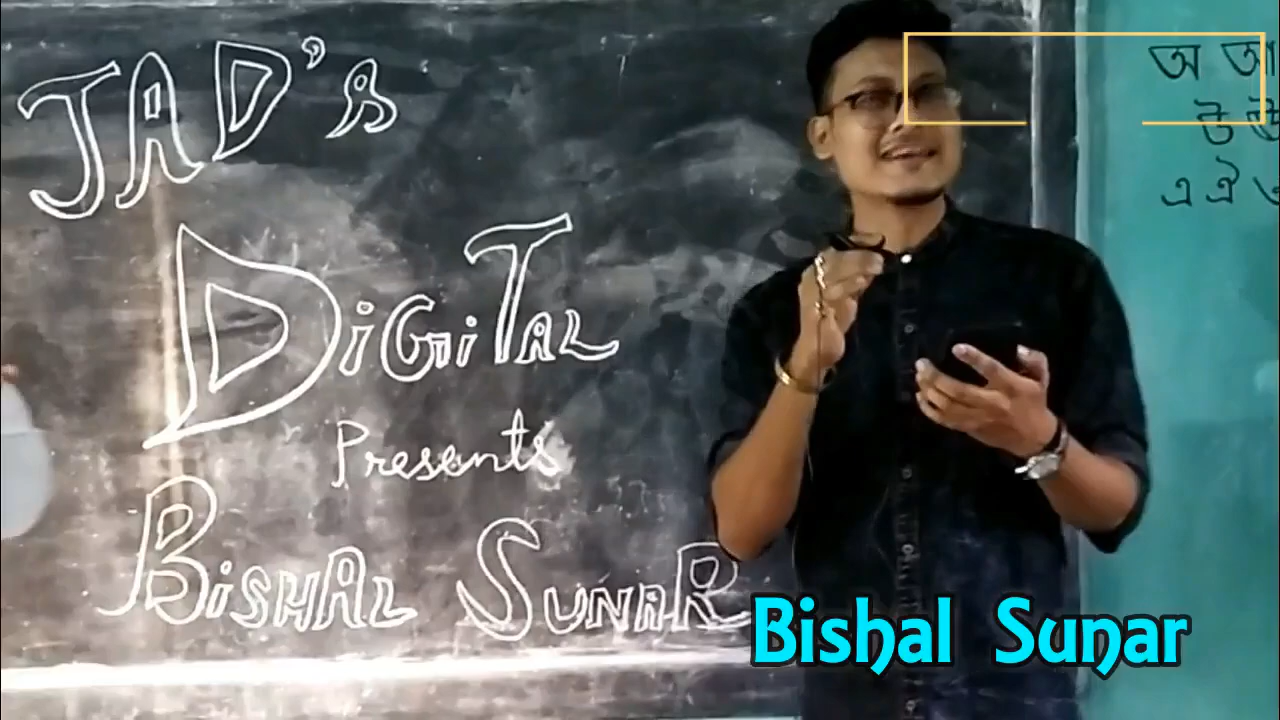 JAD's
DiGiTAL
Presents
BiSHAL SUNAR
Bishal Sunar
অ আ
উ ঊ
এ ঐ